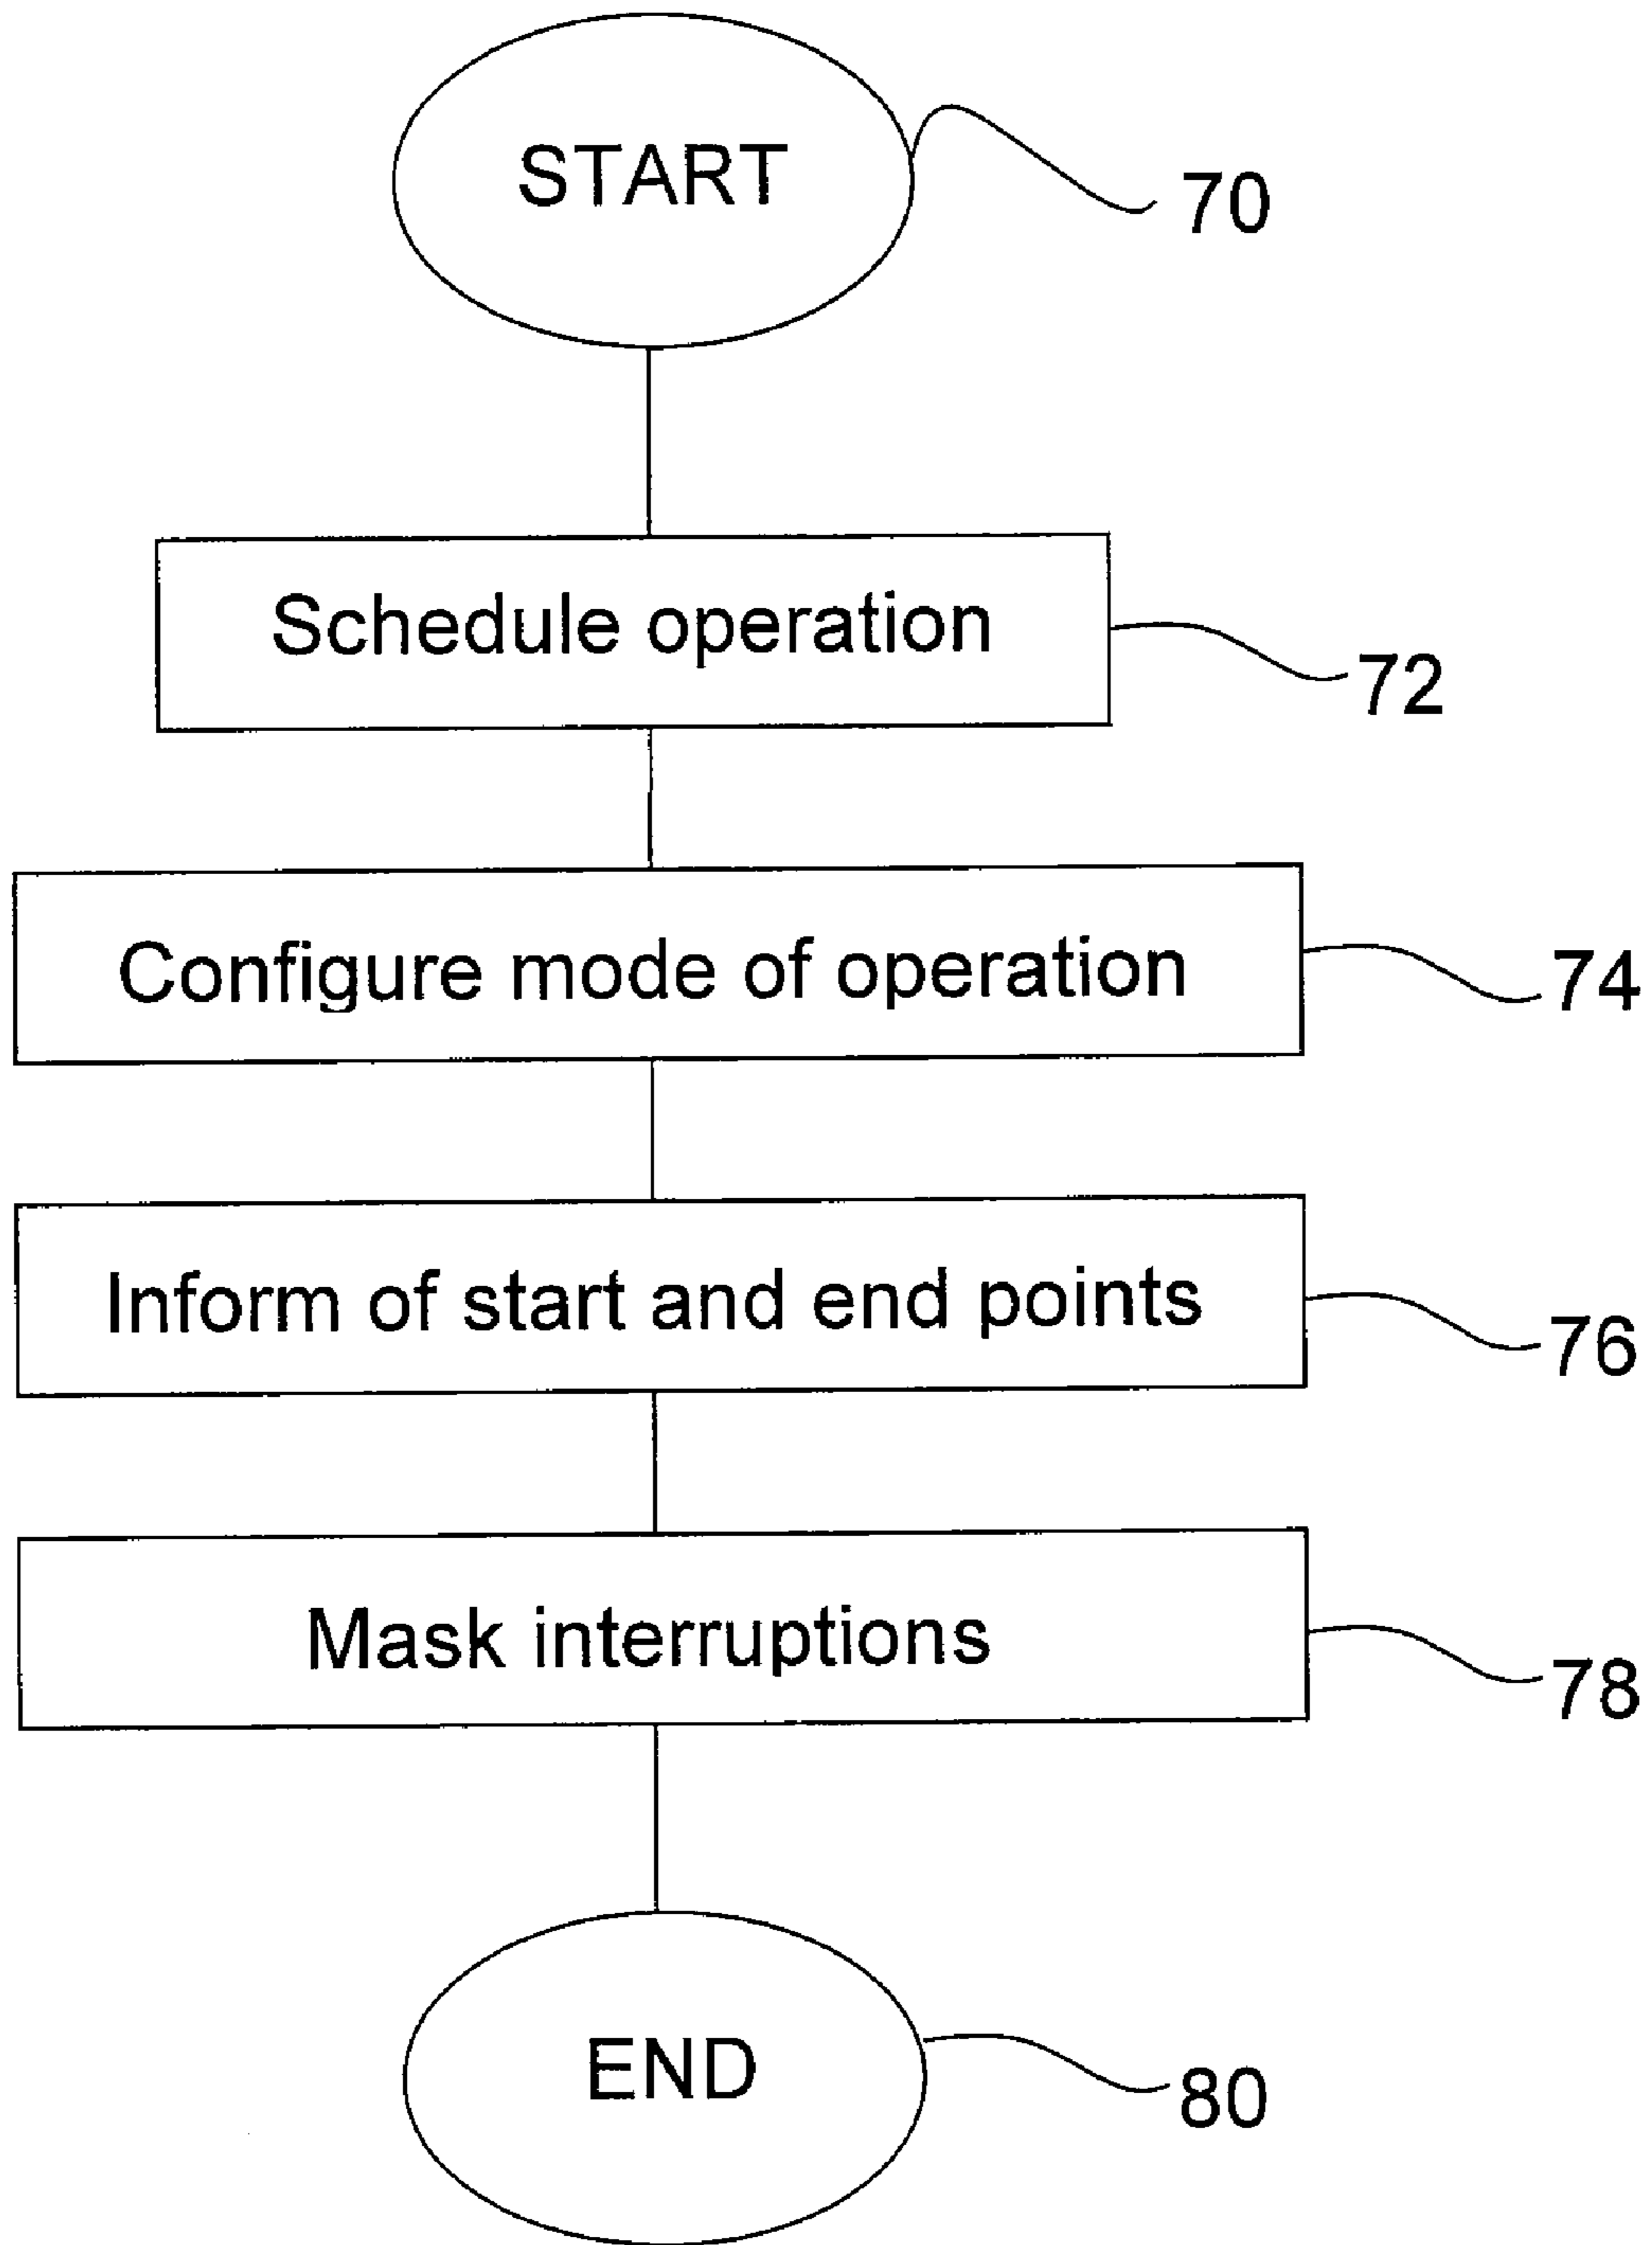 START
70
Schedule operation
72
Configure mode of operation
74
Inform of start and end points
76
Mask interruptions
78
END
80